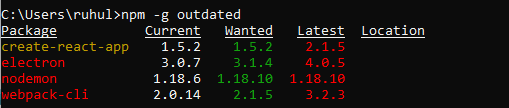 C:\Users\ruhul>npm -g outdated
Package Current Wanted Latest Location
create-react-app 1.5.2 1.5.2 2.1.5
electron 3.0.7 3.1.4 4.0.5
nodemon 1.18.6 1.18.10 1.18.10
webpack-cli 2.0.14 2.1.5 3.2.3